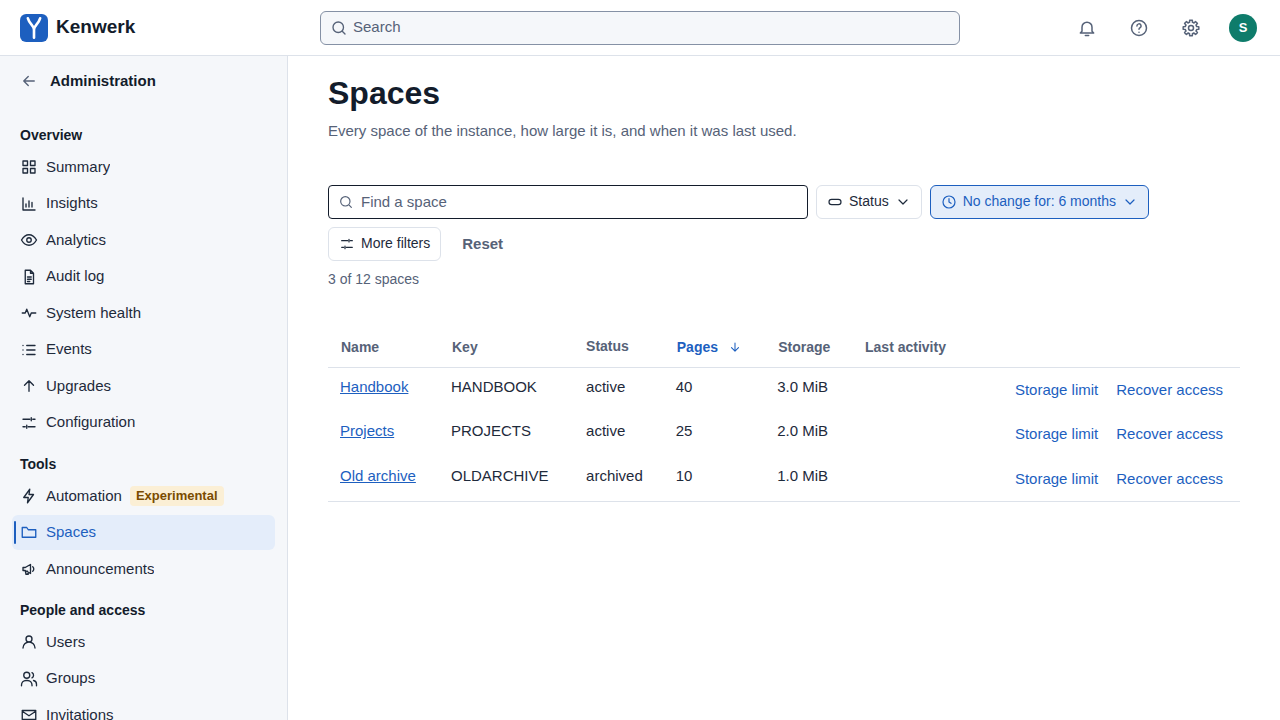 Kenwerk
Search
S
Administration
Overview
Summary
Insights
Analytics
Audit log
System health
Events
Upgrades
Configuration
Tools
Automation Experimental
Spaces
Announcements
People and access
Users
Groups
Invitations
Spaces
Every space of the instance, how large it is, and when it was last used.
Find a space
Status
No change for: 6 months
More filters
Reset
3 of 12 spaces
Name Key Status Pages Storage Last activity
Handbook HANDBOOK active 40 3.0 MiB Storage limit Recover access
Projects PROJECTS active 25 2.0 MiB Storage limit Recover access
Old archive OLDARCHIVE archived 10 1.0 MiB Storage limit Recover access